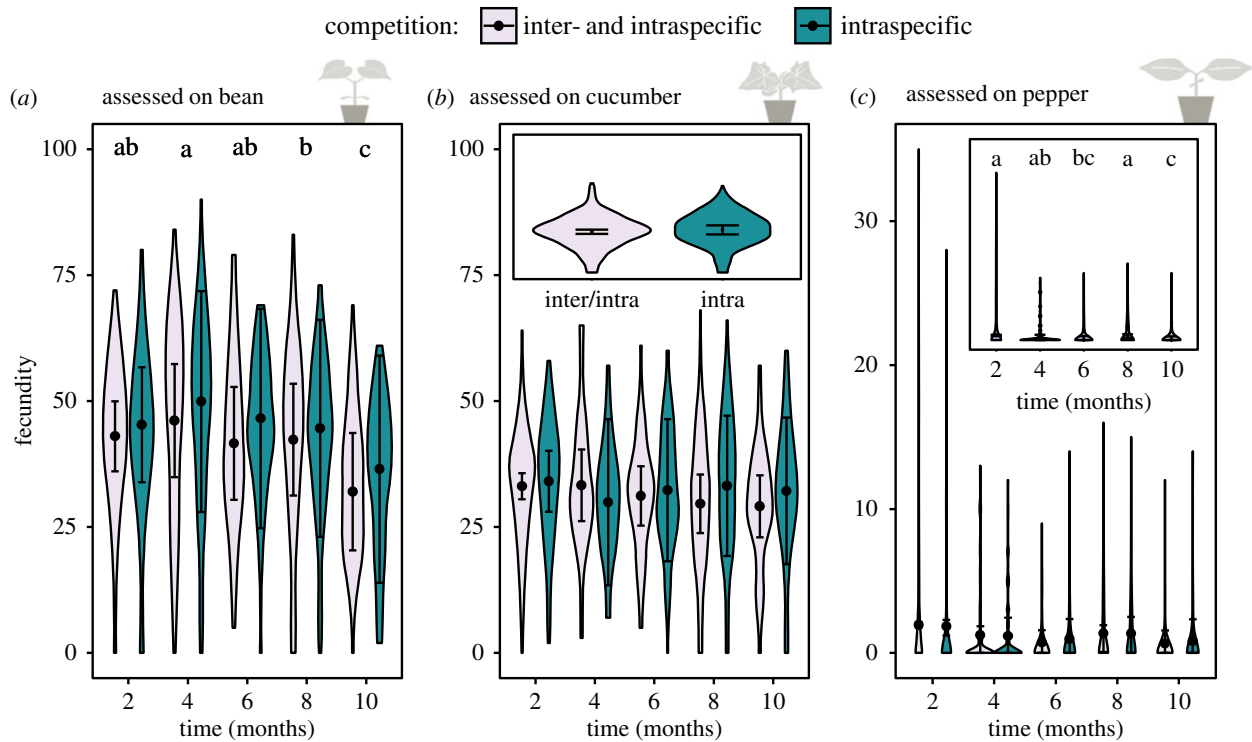 competition: inter- and intraspecific intraspecific
(a) assessed on bean
(b) assessed on cucumber
(c) assessed on pepper
fecundity
100
75
50
25
0
ab a ab b c
2 4 6 8 10
time (months)
100
75
50
25
0
inter/intra intra
2 4 6 8 10
time (months)
30
20
10
0
a ab bc a c
2 4 6 8 10
time (months)
2 4 6 8 10
time (months)